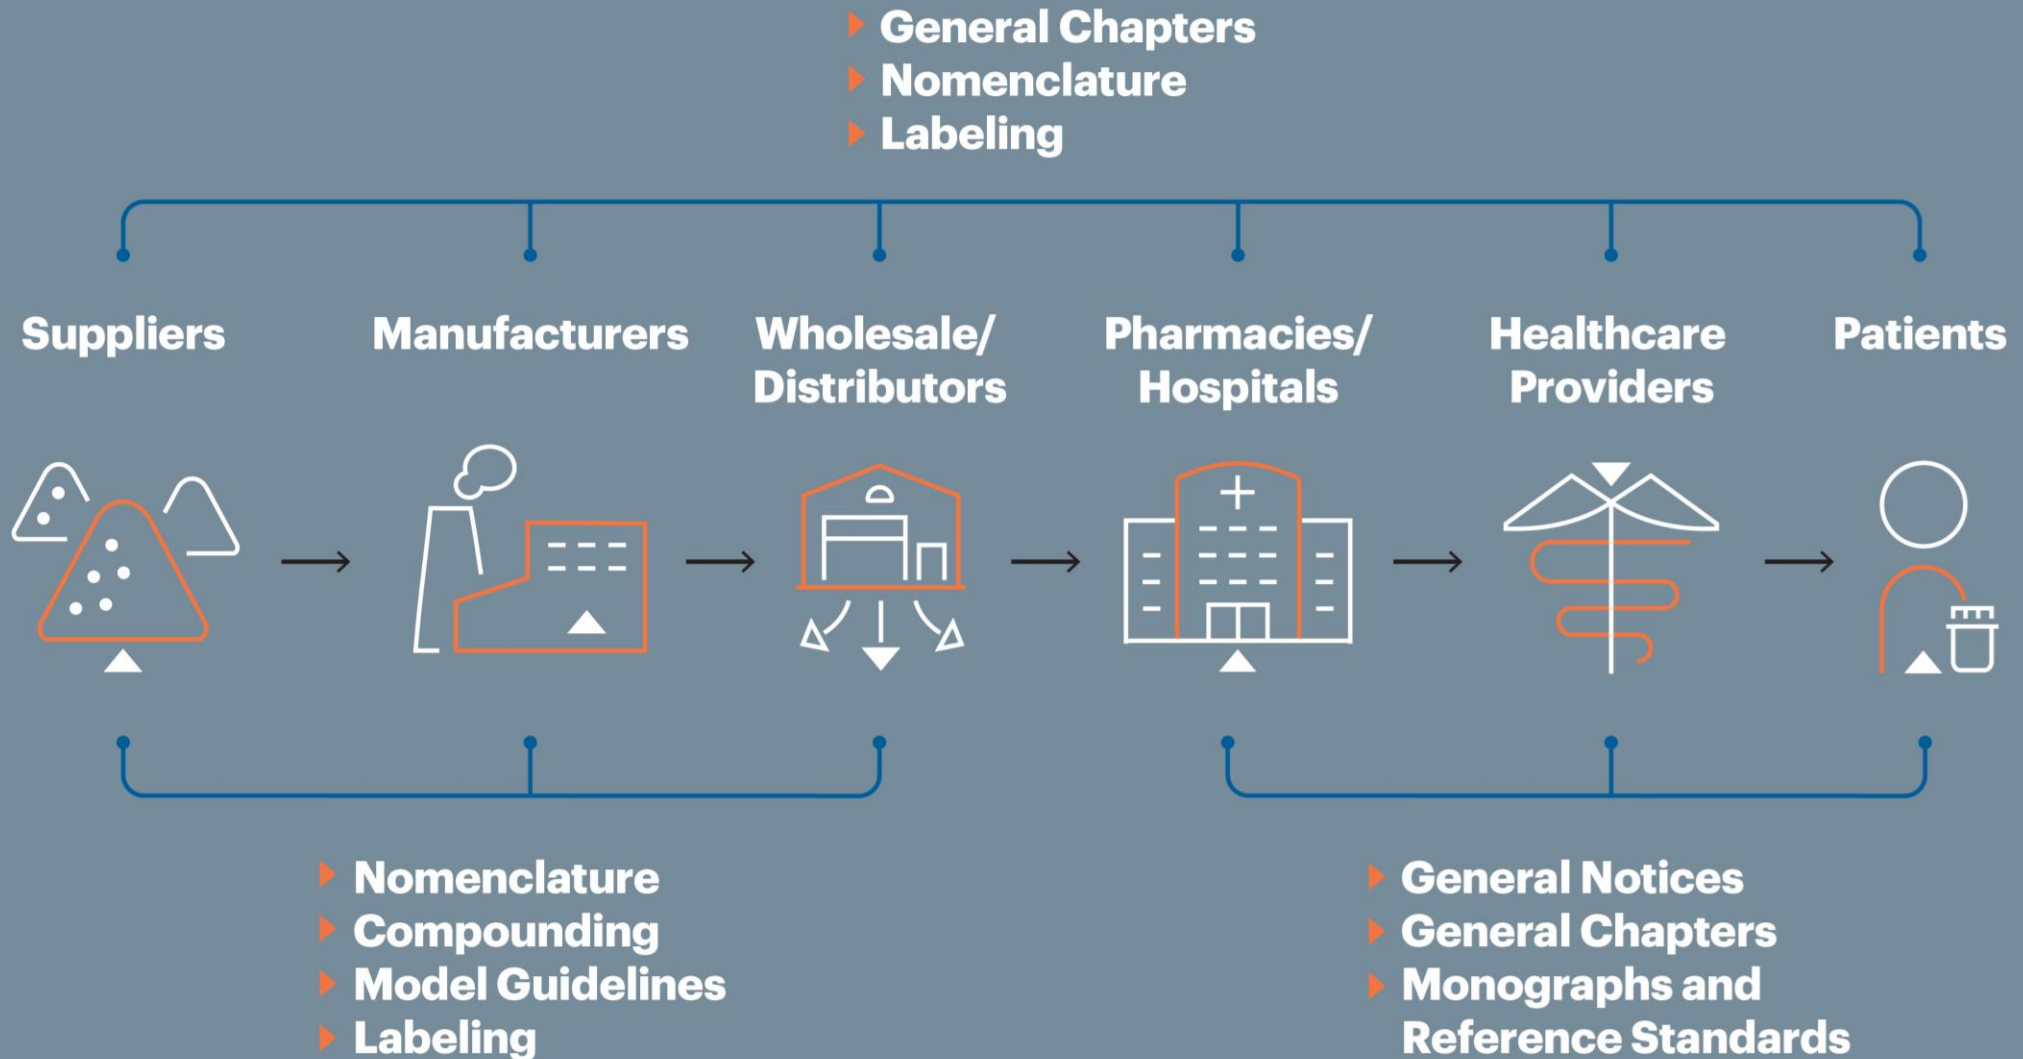 General Chapters
Nomenclature
Labeling
Suppliers
Manufacturers
Wholesale/
Distributors
Pharmacies/
Hospitals
Healthcare
Providers
Patients
Nomenclature
Compounding
Model Guidelines
Labeling
General Notices
General Chapters
Monographs and
Reference Standards